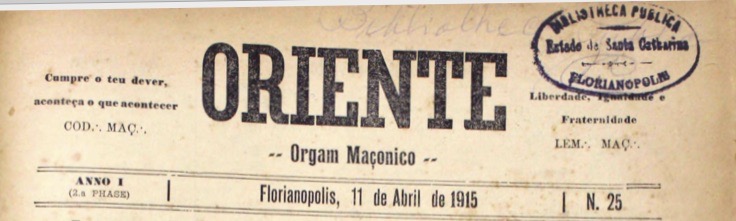 Bibliotheca
BIBLIOTHECA PUBLICA
Estado de Santa Catharina
FLORIANOPOLIS
Cumpre o teu dever,
aconteça o que acontecer
COD.·. MAÇ.·.
ORIENTE
-- Orgam Maçonico --
Liberdade, Igualdade e
Fraternidade
LEM.·. MAÇ.·.
ANNO I
(2.a PHASE)
Florianopolis, 11 de Abril de 1915
N. 25